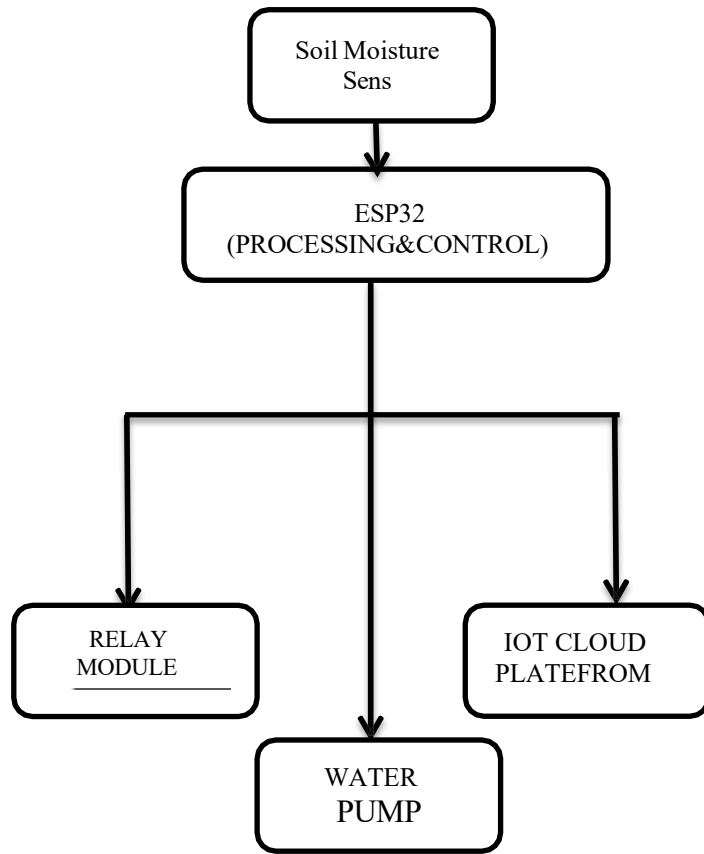 Soil Moisture
Sens
ESP32
(PROCESSING&CONTROL)
RELAY
MODULE
IOT CLOUD
PLATEFROM
WATER
PUMP